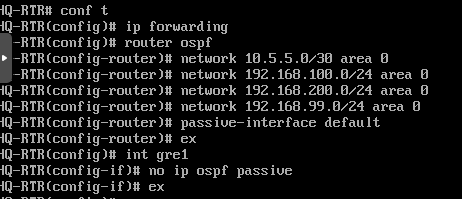 HQ-RTR# conf t
HQ-RTR(config)# ip forwarding
HQ-RTR(config)# router ospf
HQ-RTR(config-router)# network 10.5.5.0/30 area 0
HQ-RTR(config-router)# network 192.168.100.0/24 area 0
HQ-RTR(config-router)# network 192.168.200.0/24 area 0
HQ-RTR(config-router)# network 192.168.99.0/24 area 0
HQ-RTR(config-router)# passive-interface default
HQ-RTR(config-router)# ex
HQ-RTR(config)# int gre1
HQ-RTR(config-if)# no ip ospf passive
HQ-RTR(config-if)# ex